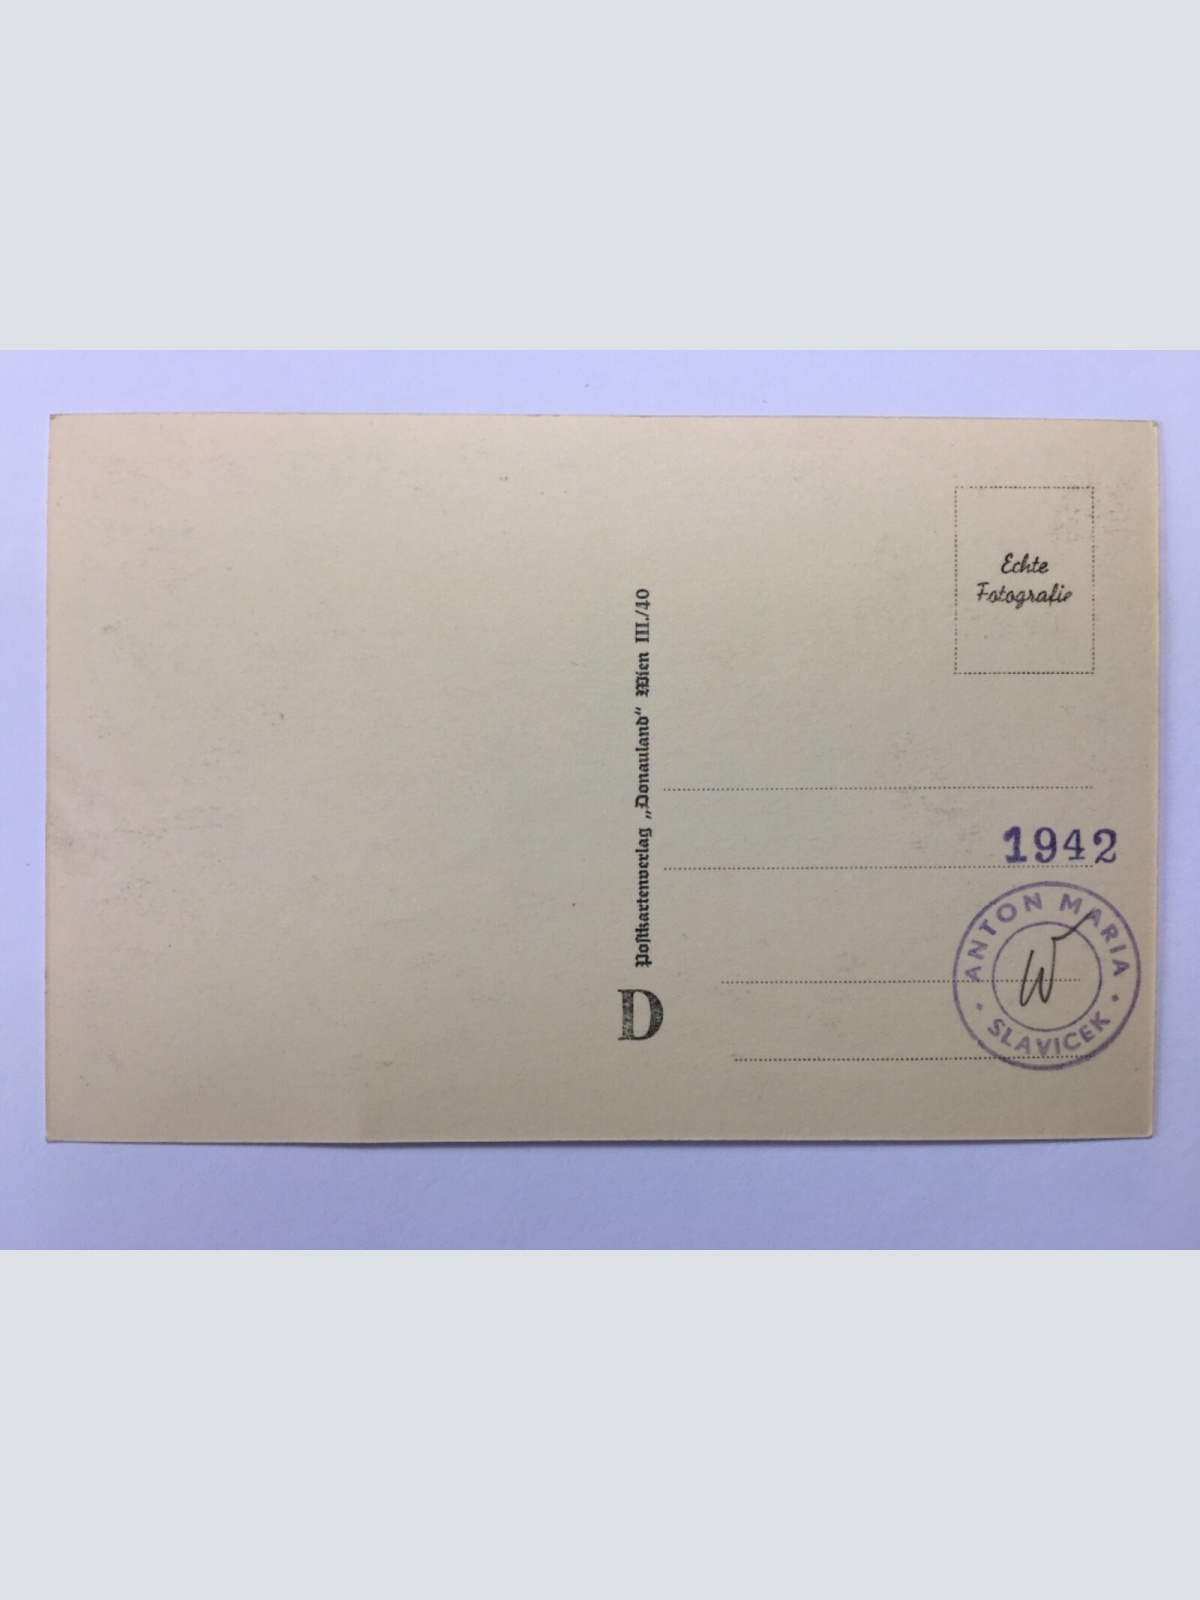 Echte
Fotografie
Postkartenverlag „Donauland“ Wien III./40
D
1942
ANTON MARIA
SLAVICEK
W